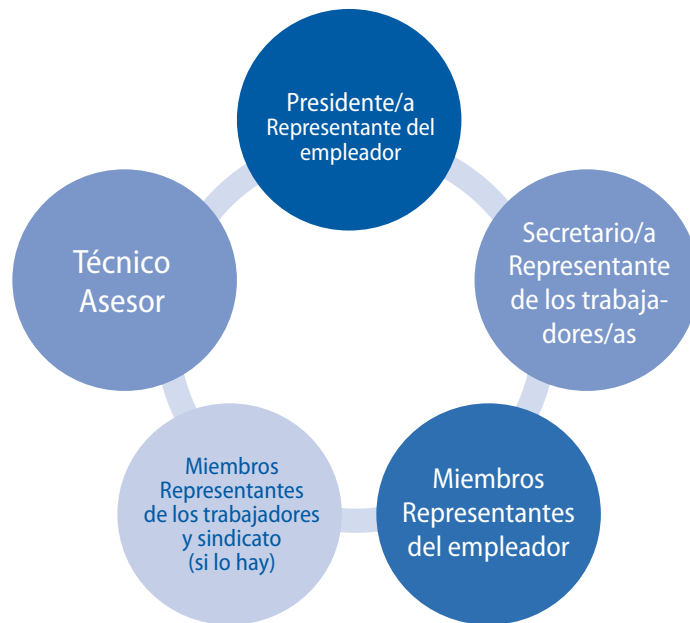 Presidente/a
Representante del
empleador
Secretario/a
Representante
de los trabaja-
dores/as
Técnico
Asesor
Miembros
Representantes
del empleador
Miembros
Representantes
de los trabajadores
y sindicato
(si lo hay)